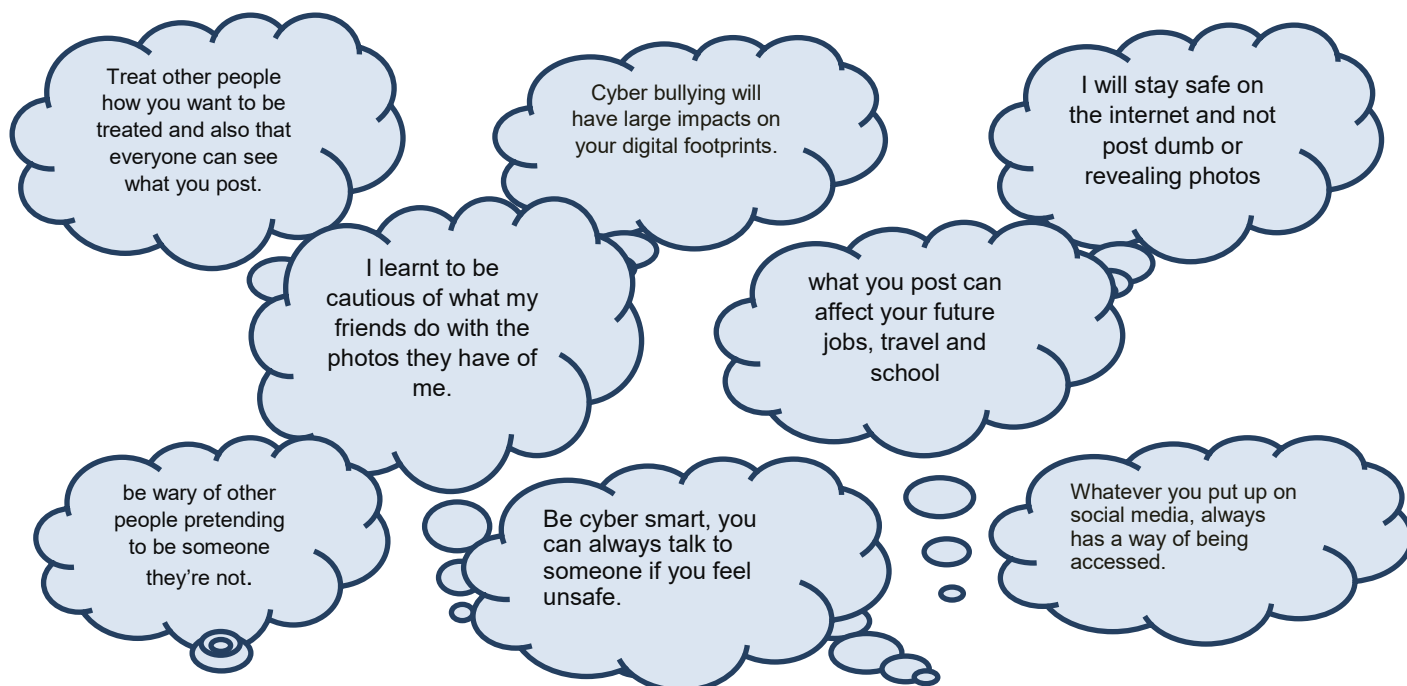 Treat other people
how you want to be
treated and also that
everyone can see
what you post.
Cyber bullying will
have large impacts on
your digital footprints.
I will stay safe on
the internet and not
post dumb or
revealing photos
I learnt to be
cautious of what my
friends do with the
photos they have of
me.
what you post can
affect your future
jobs, travel and
school
be wary of other
people pretending
to be someone
they're not.
Be cyber smart, you
can always talk to
someone if you feel
unsafe.
Whatever you put up on
social media, always
has a way of being
accessed.